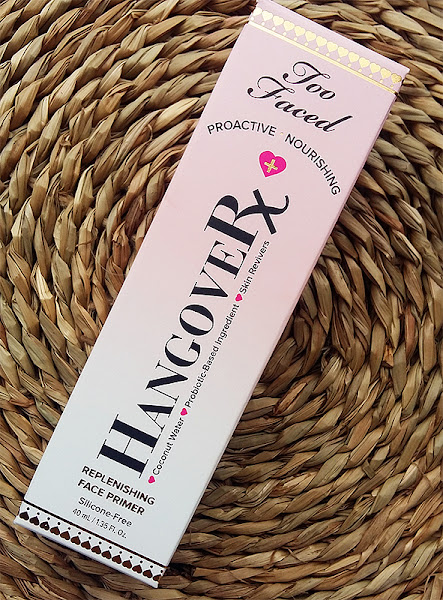 Too
Faced
PROACTIVE · NOURISHING
HANGOVERX
Coconut Water Probiotic-Based Ingredient Skin Revivers
REPLENISHING
FACE PRIMER
Silicone-Free
40 mL / 1.35 Fl. Oz.